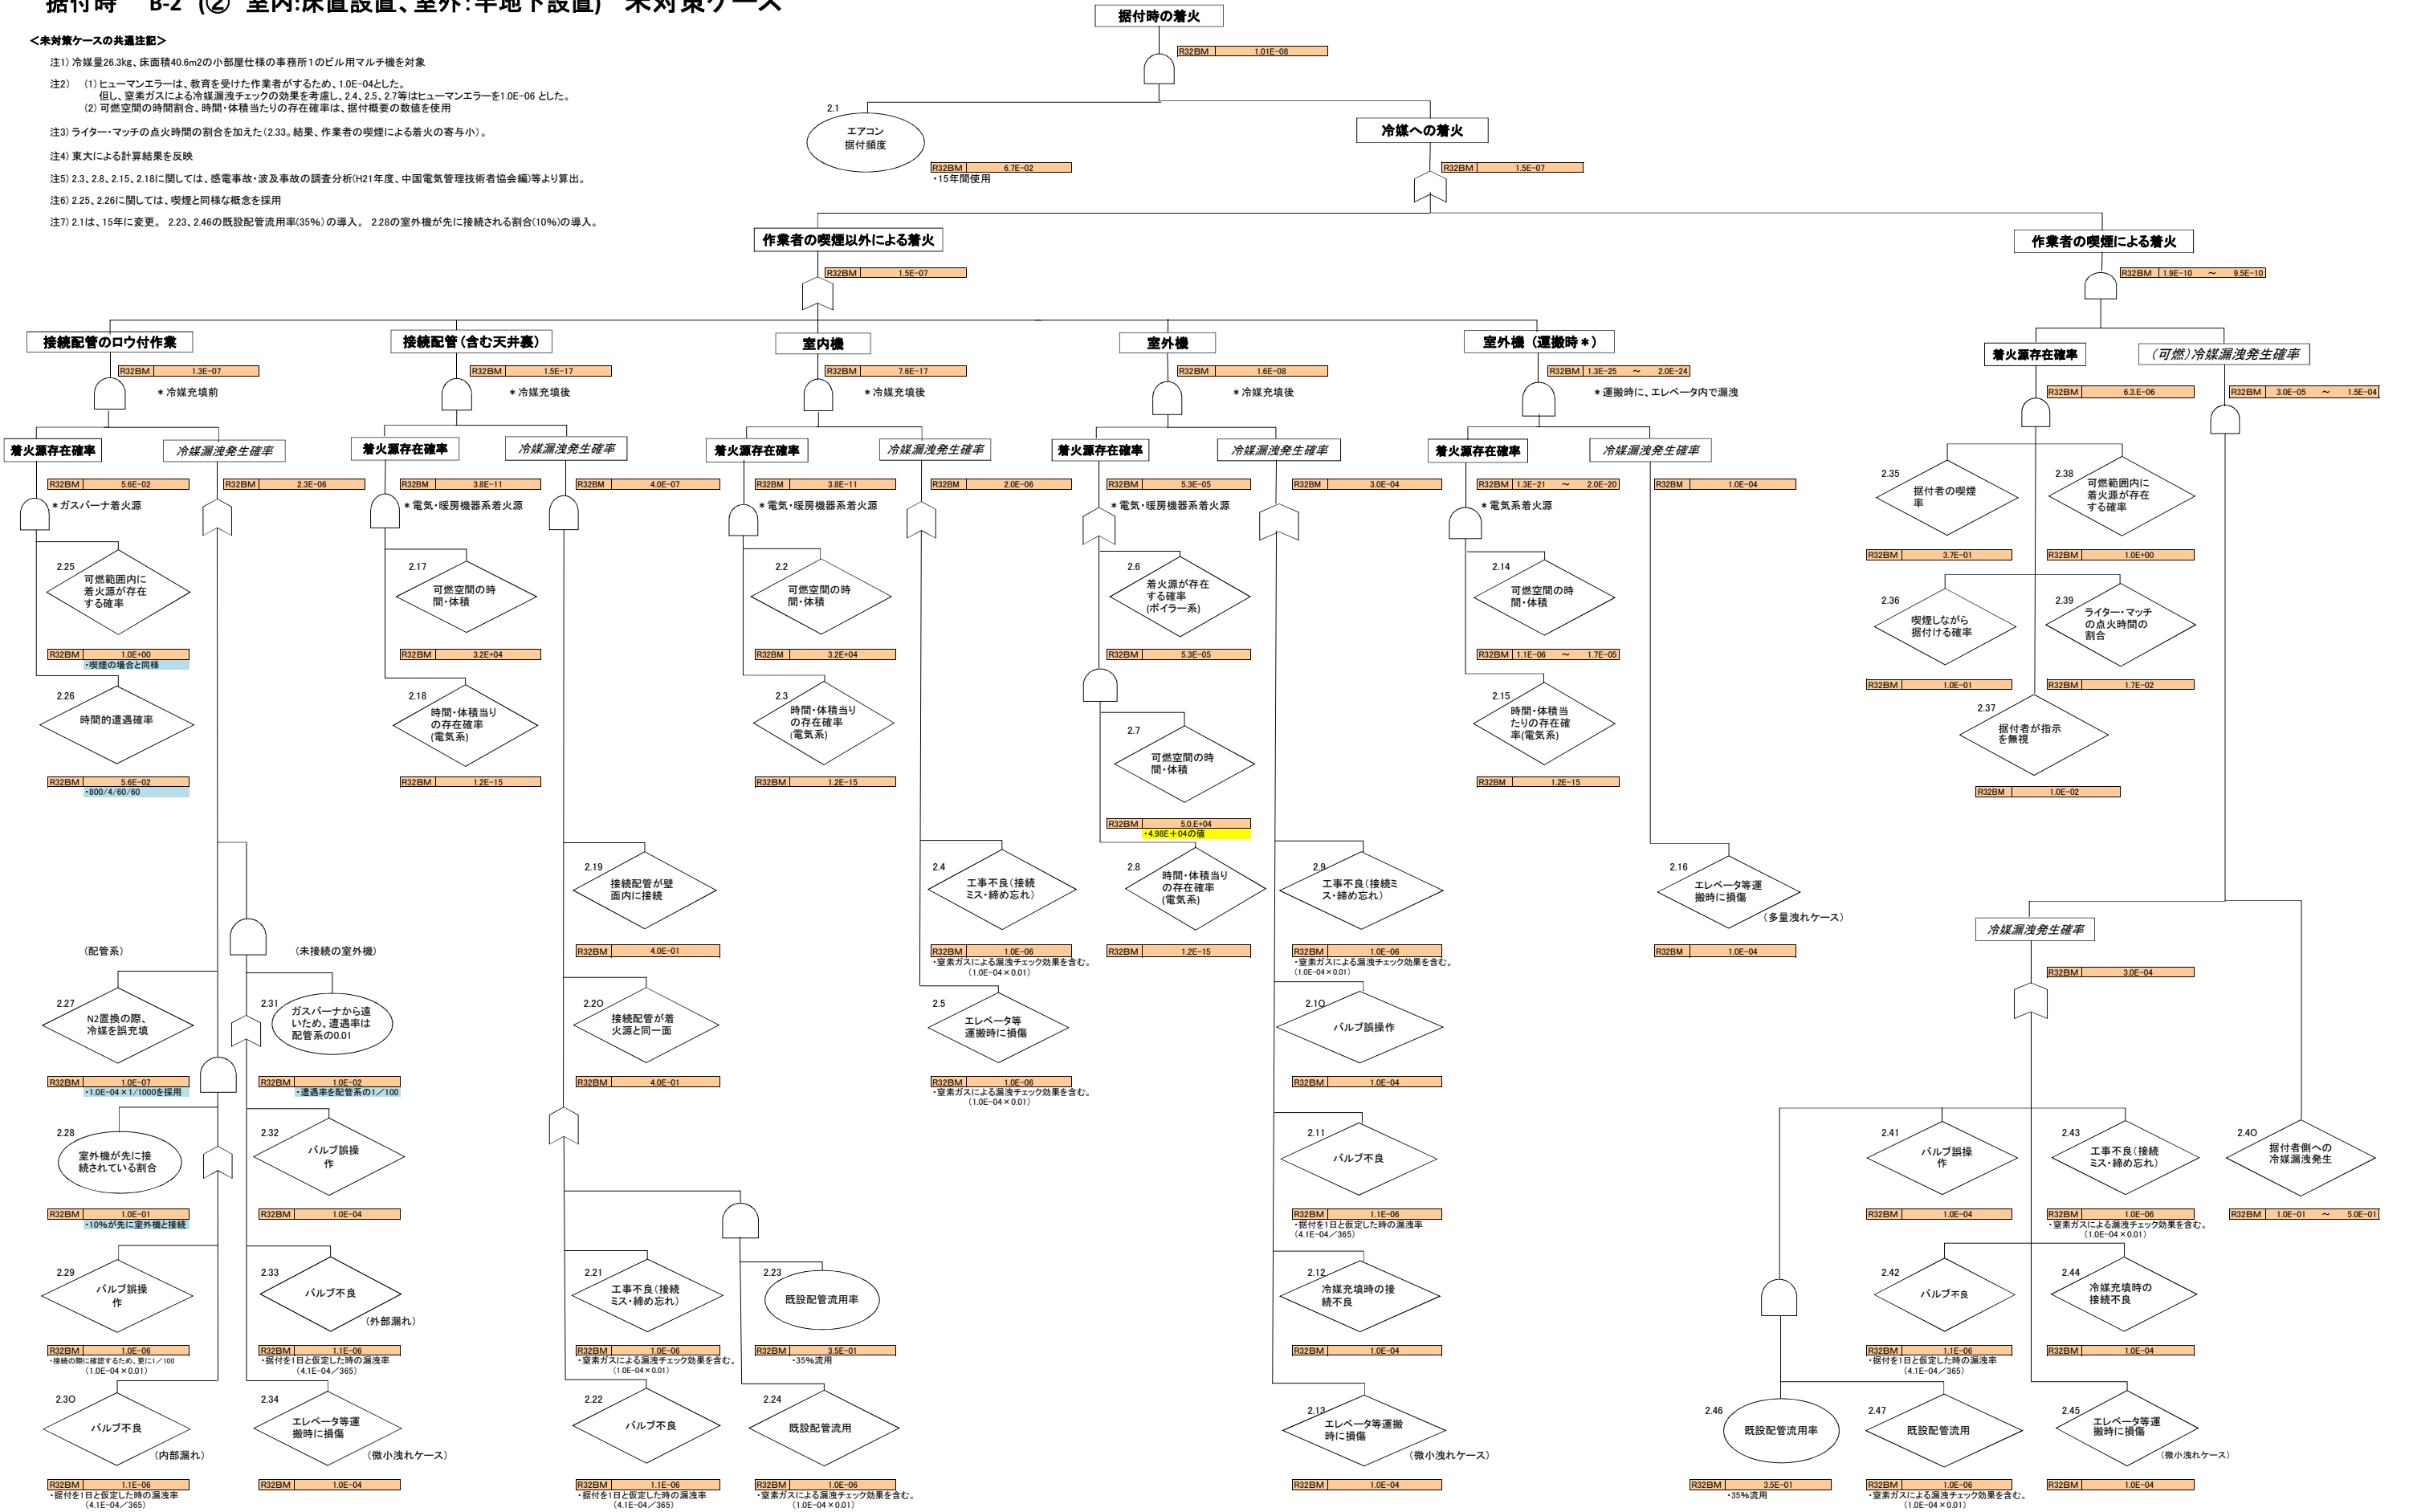 据付時　B-2 (② 室内:床置設置、室外:半地下設置)　未対策ケース
＜未対策ケースの共通注記＞
注1) 冷媒量26.3kg、床面積40.6m2の小部屋仕様の事務所1のビル用マルチ機を対象
注2)　(1)ヒューマンエラーは、教育を受けた作業者がするため、1.0E-04とした。
但し、窒素ガスによる冷媒漏洩チェックの効果を考慮し、2.4、2.5、2.7等はヒューマンエラーを1.0E-06 とした。
(2) 可燃空間の時間割合、時間・体積当たりの存在確率は、据付概要の数値を使用
注3) ライター・マッチの点火時間の割合を加えた(2.33。結果、作業者の喫煙による着火の寄与小)。
注4) 東大による計算結果を反映
注5) 2.3、2.8、2.15、2.18に関しては、感電事故・波及事故の調査分析(H21年度、中国電気管理技術者協会編)等より算出。
注6) 2.25、2.26に関しては、喫煙と同様な概念を採用
注7) 2.1は、15年に変更。 2.23、2.46の既設配管流用率(35%)の導入。 2.28の室外機が先に接続される割合(10%)の導入。
据付時の着火
R32BM 1.01E-08
2.1
エアコン
据付頻度
R32BM 6.7E-02
・15年間使用
冷媒への着火
R32BM 1.5E-07
作業者の喫煙以外による着火
R32BM 1.5E-07
作業者の喫煙による着火
R32BM 1.9E-10 ～ 9.5E-10
接続配管のロウ付作業
R32BM 1.3E-07
＊冷媒充填前
着火源存在確率
R32BM 5.6E-02
＊ガスバーナ着火源
冷媒漏洩発生確率
R32BM 2.3E-06
2.25
可燃範囲内に
着火源が存在
する確率
R32BM 1.0E+00
・喫煙の場合と同様
2.26
時間的遭遇確率
R32BM 5.6E-02
・800/4/60/60
(配管系)
(未接続の室外機)
2.27
N2置換の際、
冷媒を誤充填
R32BM 1.0E-07
・1.0E-04×1/1000を採用
2.31
ガスバーナから遠
いため、遭遇率は
配管系の0.01
R32BM 1.0E-02
・遭遇率を配管系の1／100
2.28
室外機が先に接
続されている割合
R32BM 1.0E-01
・10%が先に室外機と接続
2.32
バルブ誤操
作
R32BM 1.0E-04
2.29
バルブ誤操
作
R32BM 1.0E-06
・接続の際に確認するため、更に1／100
(1.0E-04×0.01)
2.33
バルブ不良
(外部漏れ)
R32BM 1.1E-06
・据付を1日と仮定した時の漏洩率
(4.1E-04／365)
2.30
バルブ不良
(内部漏れ)
R32BM 1.1E-06
・据付を1日と仮定した時の漏洩率
(4.1E-04／365)
2.34
エレベータ等運
搬時に損傷
(微小洩れケース)
R32BM 1.0E-04
接続配管(含む天井裏)
R32BM 1.5E-17
＊冷媒充填後
着火源存在確率
R32BM 3.8E-11
＊電気・暖房機器系着火源
冷媒漏洩発生確率
R32BM 4.0E-07
2.17
可燃空間の時
間・体積
R32BM 3.2E+04
2.18
時間・体積当り
の存在確率
(電気系)
R32BM 1.2E-15
2.19
接続配管が壁
面内に接続
R32BM 4.0E-01
2.20
接続配管が着
火源と同一面
R32BM 4.0E-01
2.21
工事不良(接続
ミス・締め忘れ)
R32BM 1.0E-06
・窒素ガスによる漏洩チェック効果を含む。
(1.0E-04×0.01)
2.23
既設配管流用率
R32BM 3.5E-01
・35%流用
2.22
バルブ不良
R32BM 1.1E-06
・据付を1日と仮定した時の漏洩率
(4.1E-04／365)
2.24
既設配管流用
R32BM 1.0E-06
・窒素ガスによる漏洩チェック効果を含む。
(1.0E-04×0.01)
室内機
R32BM 7.6E-17
＊冷媒充填後
着火源存在確率
R32BM 3.8E-11
＊電気・暖房機器系着火源
冷媒漏洩発生確率
R32BM 2.0E-06
2.2
可燃空間の時
間・体積
R32BM 3.2E+04
2.3
時間・体積当り
の存在確率
(電気系)
R32BM 1.2E-15
2.4
工事不良(接続
ミス・締め忘れ)
R32BM 1.0E-06
・窒素ガスによる漏洩チェック効果を含む。
(1.0E-04×0.01)
2.5
エレベータ等
運搬時に損傷
R32BM 1.0E-06
・窒素ガスによる漏洩チェック効果を含む。
(1.0E-04×0.01)
室外機
R32BM 1.6E-08
＊冷媒充填後
着火源存在確率
R32BM 5.3E-05
＊電気・暖房機器系着火源
冷媒漏洩発生確率
R32BM 3.0E-04
2.6
着火源が存在
する確率
(ボイラー系)
R32BM 5.3E-05
2.7
可燃空間の時
間・体積
R32BM 5.0.E+04
・4.98E＋04の値
2.8
時間・体積当り
の存在確率
(電気系)
R32BM 1.2E-15
2.9
工事不良(接続ミ
ス・締め忘れ)
R32BM 1.0E-06
・窒素ガスによる漏洩チェック効果を含む。
(1.0E-04×0.01)
2.10
バルブ誤操作
R32BM 1.0E-04
2.11
バルブ不良
R32BM 1.1E-06
・据付を1日と仮定した時の漏洩率
(4.1E-04／365)
2.12
冷媒充填時の接
続不良
R32BM 1.0E-04
2.13
エレベータ等運搬
時に損傷
(微小洩れケース)
R32BM 1.0E-04
室外機 (運搬時＊)
R32BM 1.3E-25 ～ 2.0E-24
＊運搬時に、エレベータ内で漏洩
着火源存在確率
R32BM 1.3E-21 ～ 2.0E-20
＊電気系着火源
冷媒漏洩発生確率
R32BM 1.0E-04
2.14
可燃空間の時
間・体積
R32BM 1.1E-06 ～ 1.7E-05
2.15
時間・体積当
たりの存在確
率(電気系)
R32BM 1.2E-15
2.16
エレベータ等運
搬時に損傷
(多量洩れケース)
R32BM 1.0E-04
着火源存在確率
R32BM 6.3.E-06
(可燃)冷媒漏洩発生確率
R32BM 3.0E-05 ～ 1.5E-04
2.35
据付者の喫煙
率
R32BM 3.7E-01
2.38
可燃範囲内に
着火源が存在
する確率
R32BM 1.0E+00
2.36
喫煙しながら
据付ける確率
R32BM 1.0E-01
2.39
ライター・マッチ
の点火時間の
割合
R32BM 1.7E-02
2.37
据付者が指示
を無視
R32BM 1.0E-02
冷媒漏洩発生確率
R32BM 3.0E-04
2.41
バルブ誤操
作
R32BM 1.0E-04
2.43
工事不良(接続
ミス・締め忘れ)
R32BM 1.0E-06
・窒素ガスによる漏洩チェック効果を含む。
(1.0E-04×0.01)
2.40
据付者側への
冷媒漏洩発生
R32BM 1.0E-01 ～ 5.0E-01
2.42
バルブ不良
R32BM 1.1E-06
・据付を1日と仮定した時の漏洩率
(4.1E-04／365)
2.44
冷媒充填時の
接続不良
R32BM 1.0E-04
2.46
既設配管流用率
R32BM 3.5E-01
・35%流用
2.47
既設配管流用
R32BM 1.0E-06
・窒素ガスによる漏洩チェック効果を含む。
(1.0E-04×0.01)
2.45
エレベータ等運
搬時に損傷
(微小洩れケース)
R32BM 1.0E-04